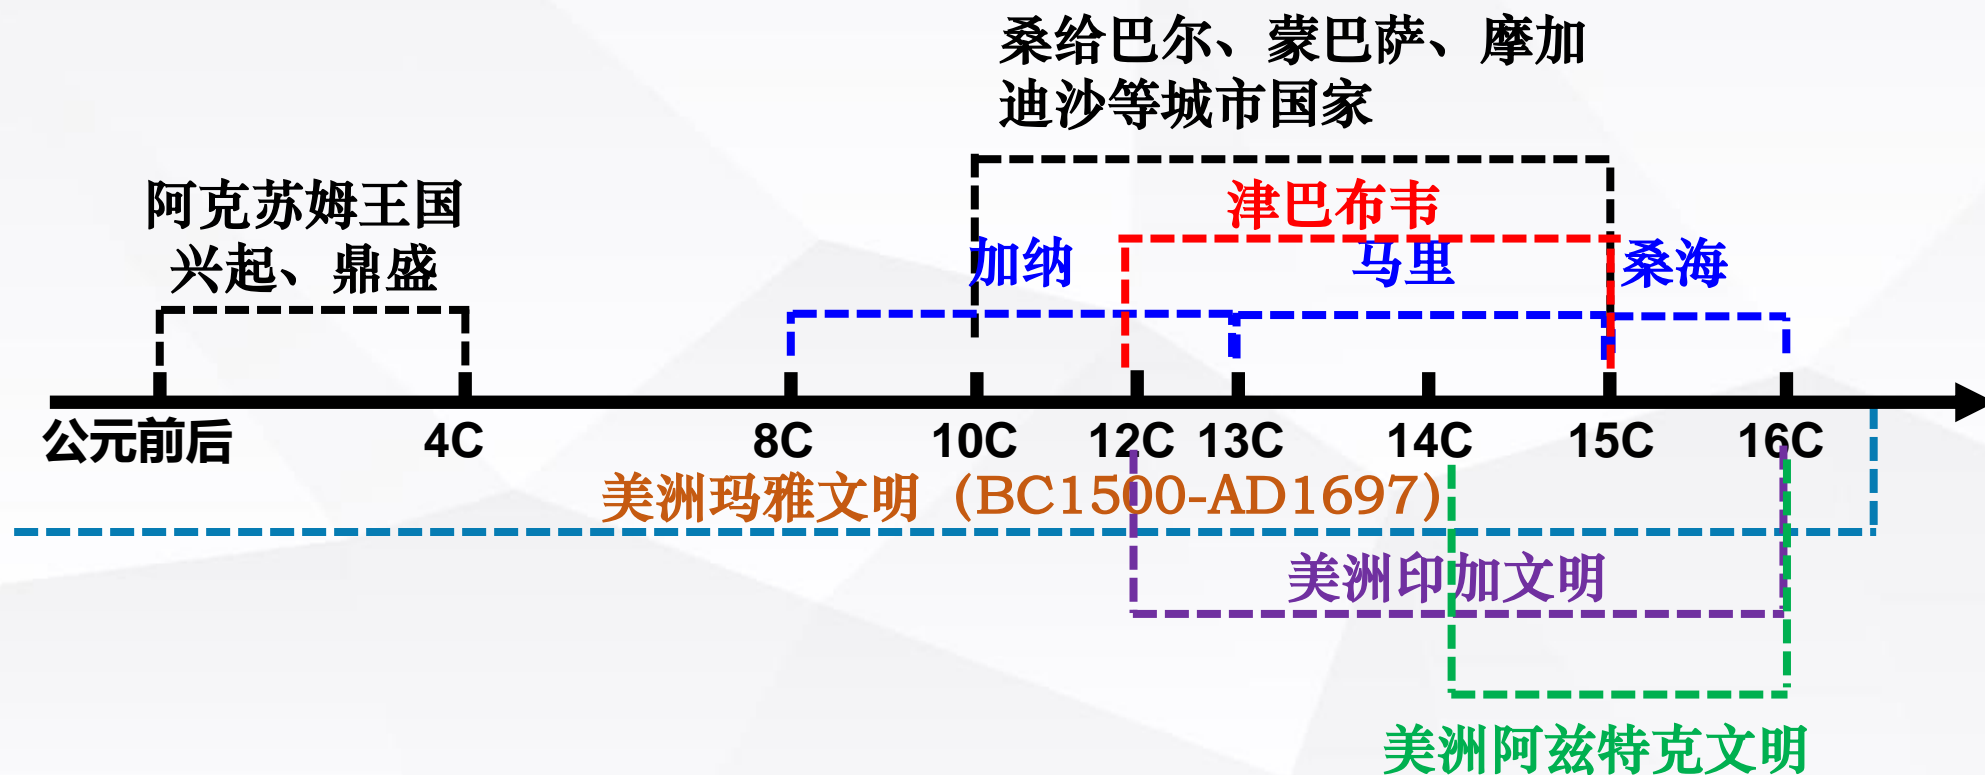 桑给巴尔、蒙巴萨、摩加
迪沙等城市国家
阿克苏姆王国
兴起、鼎盛
津巴布韦
加纳
马里
桑海
公元前后
4C
8C
10C
12C
13C
14C
15C
16C
美洲玛雅文明（BC1500-AD1697）
美洲印加文明
美洲阿兹特克文明